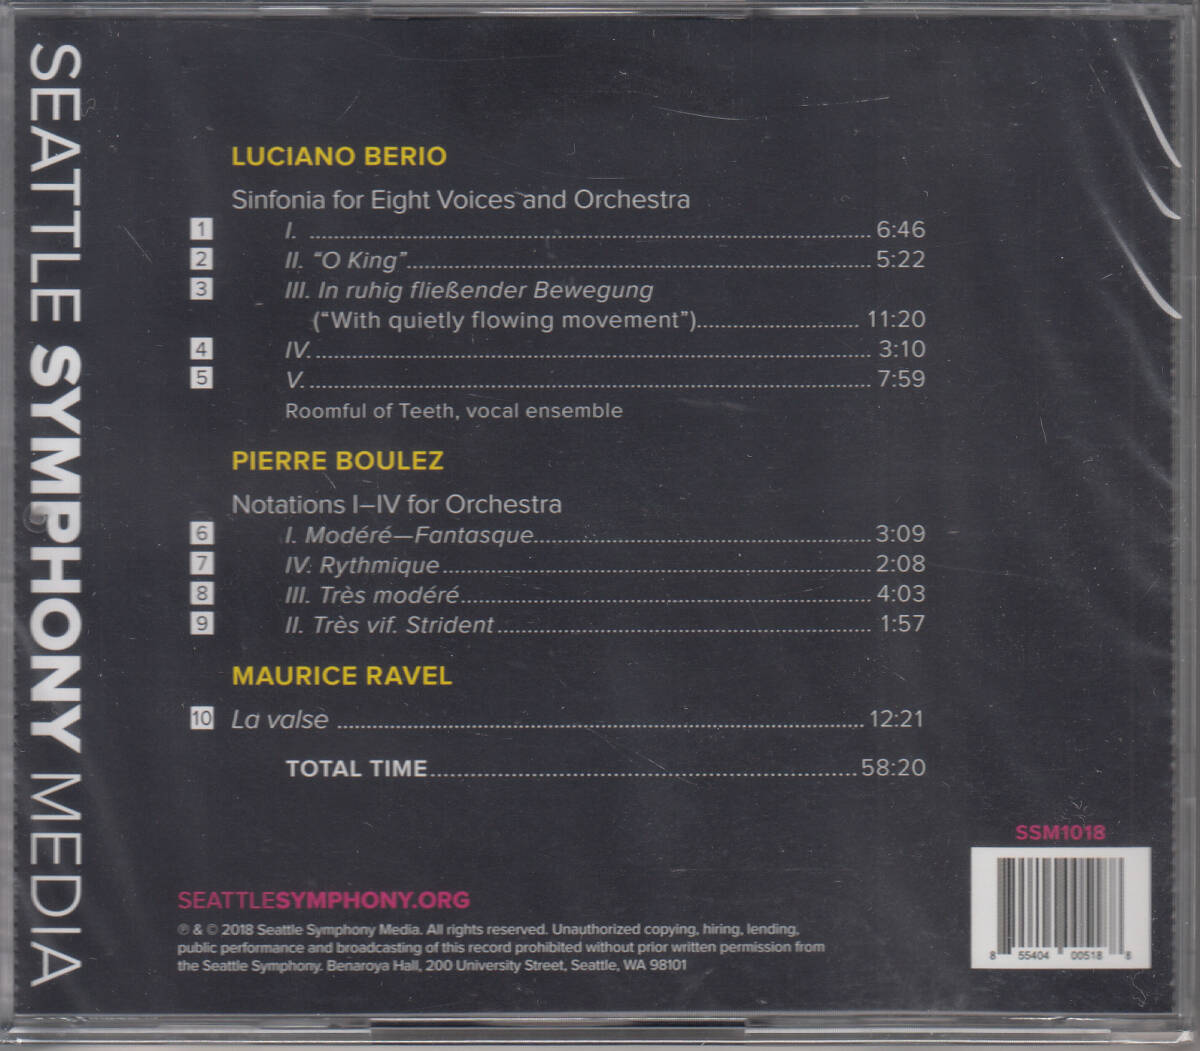 SEATTLE SYMPHONY MEDIA
LUCIANO BERIO
Sinfonia for Eight Voices and Orchestra
1 I. 6:46
2 II. “O King” 5:22
3 III. In ruhig fließender Bewegung
(“With quietly flowing movement”) 11:20
4 IV. 3:10
5 V. 7:59
Roomful of Teeth, vocal ensemble
PIERRE BOULEZ
Notations I–IV for Orchestra
6 I. Modéré—Fantasque 3:09
7 IV. Rythmique 2:08
8 III. Très modéré 4:03
9 II. Très vif. Strident 1:57
MAURICE RAVEL
10 La valse 12:21
TOTAL TIME 58:20
SSM1018
8 55404 00518 8
SEATTLESYMPHONY.ORG
℗ & © 2018 Seattle Symphony Media. All rights reserved. Unauthorized copying, hiring, lending,
public performance and broadcasting of this record prohibited without prior written permission from
the Seattle Symphony. Benaroya Hall, 200 University Street, Seattle, WA 98101